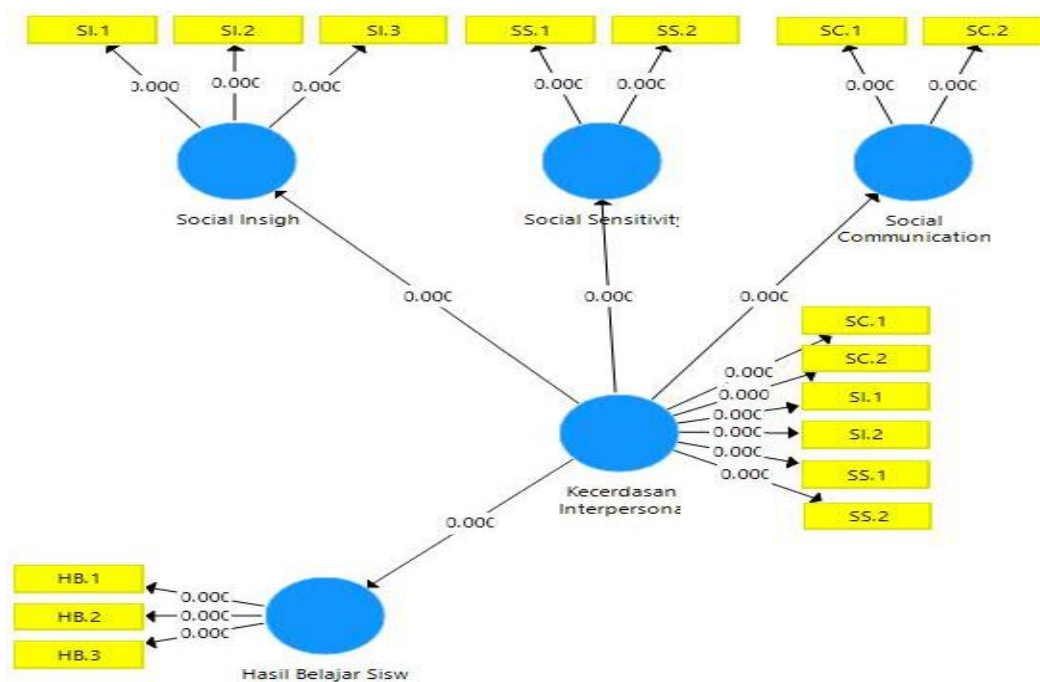 SI.1
SI.2
SI.3
SS.1
SS.2
SC.1
SC.2
0.000
0.000
0.000
0.000
0.000
0.000
0.000
Social Insigh
Social Sensitivity
Social
Communication
0.000
0.000
0.000
SC.1
SC.2
SI.1
SI.2
SS.1
SS.2
0.000
0.000
0.000
0.000
0.000
0.000
Kecerdasan
Interpersona
0.000
HB.1
HB.2
HB.3
0.000
0.000
0.000
Hasil Belajar Sisw